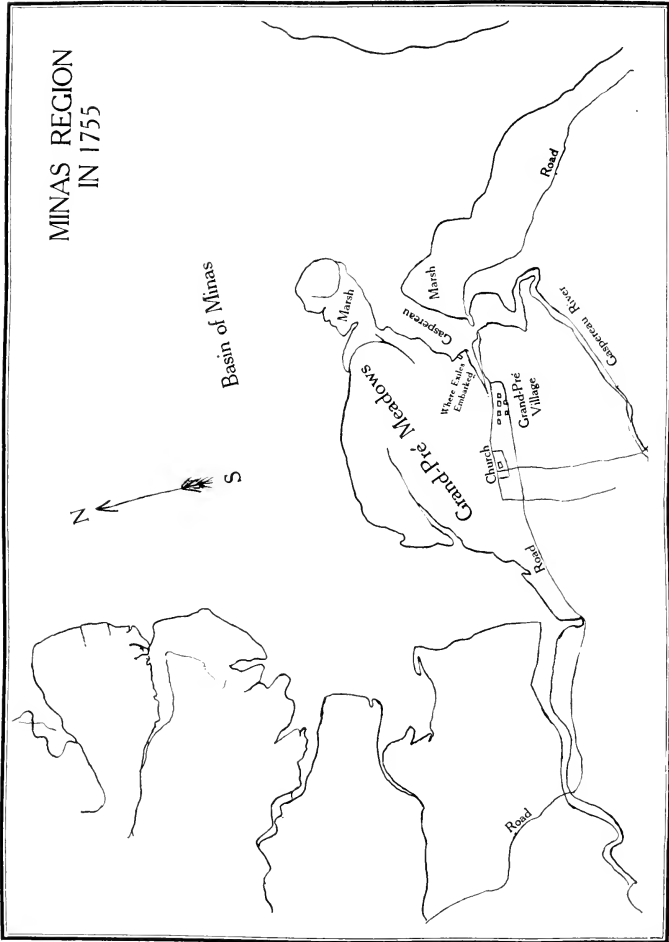 MINAS REGION
IN 1755
Basin of Minas
N
S
Marsh
Marsh
Road
Gaspereau
Gaspereau River
Where Exiles
Embarked
Grand-Pré Meadows
Grand-Pré
Village
Church
Road
Road